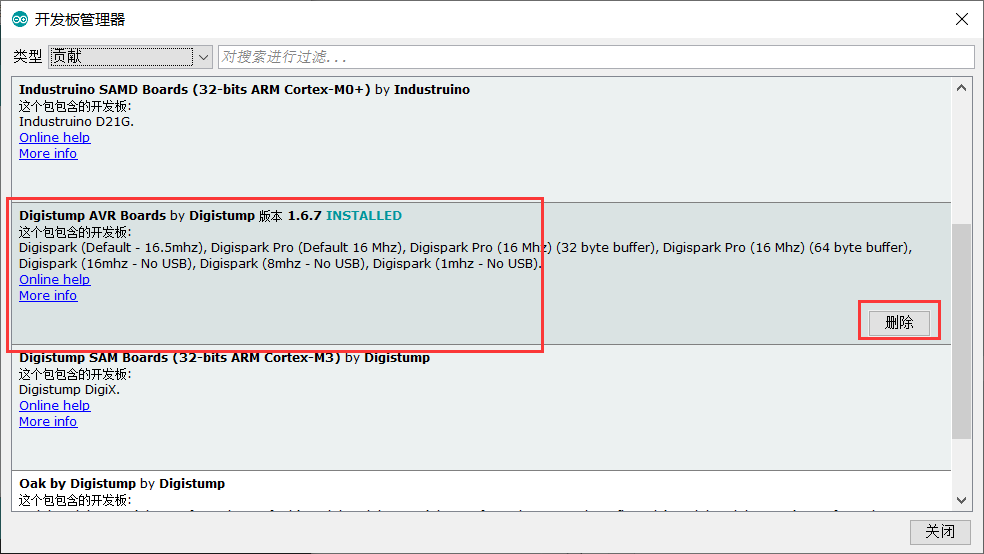 开发板管理器
类型 贡献 对搜索进行过滤...
Industruino SAMD Boards (32-bits ARM Cortex-M0+) by Industruino
这个包包含的开发板:
Industruino D21G.
Online help
More info
Digistump AVR Boards by Digistump 版本 1.6.7 INSTALLED
这个包包含的开发板:
Digispark (Default - 16.5mhz), Digispark Pro (Default 16 Mhz), Digispark Pro (16 Mhz) (32 byte buffer), Digispark Pro (16 Mhz) (64 byte buffer),
Digispark (16mhz - No USB), Digispark (8mhz - No USB), Digispark (1mhz - No USB).
Online help
More info
删除
Digistump SAM Boards (32-bits ARM Cortex-M3) by Digistump
这个包包含的开发板:
Digistump DigiX.
Online help
More info
Oak by Digistump by Digistump
这个包包含的开发板:
关闭